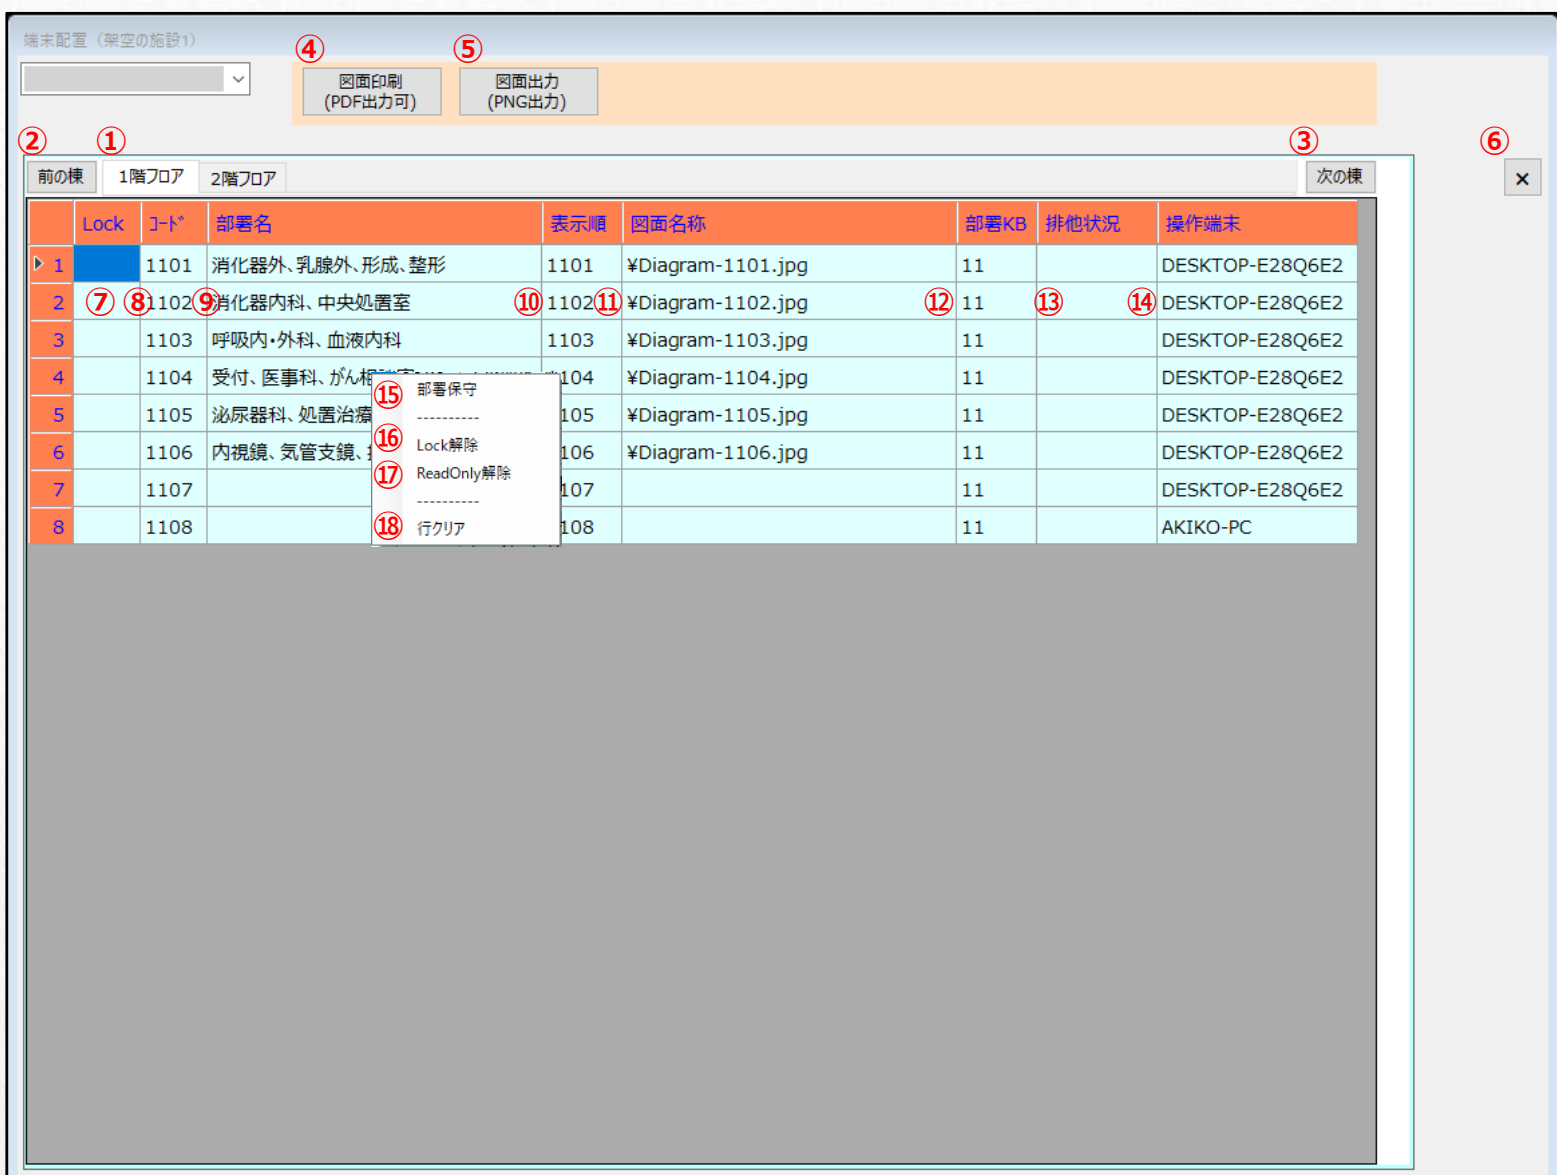 端末配置（架空の施設1）
④ ⑤
図面印刷
(PDF出力可)
図面出力
(PNG出力)
② ① ③ ⑥
前の棟 1階フロア 2階フロア 次の棟 ×
Lock ｺｰﾄﾞ 部署名 表示順 図面名称 部署KB 排他状況 操作端末
1 1101 消化器外､乳腺外､形成､整形 1101 ¥Diagram-1101.jpg 11 DESKTOP-E28Q6E2
2 ⑦ ⑧ 1102 ⑨ 消化器内科､中央処置室 ⑩ 1102 ⑪ ¥Diagram-1102.jpg ⑫ 11 ⑬ ⑭ DESKTOP-E28Q6E2
3 1103 呼吸内･外科､血液内科 1103 ¥Diagram-1103.jpg 11 DESKTOP-E28Q6E2
4 1104 受付､医事科､がん相 104 ¥Diagram-1104.jpg 11 DESKTOP-E28Q6E2
5 1105 泌尿器科､処置治療 105 ¥Diagram-1105.jpg 11 DESKTOP-E28Q6E2
6 1106 内視鏡､気管支鏡､ 106 ¥Diagram-1106.jpg 11 DESKTOP-E28Q6E2
7 1107 107 11 DESKTOP-E28Q6E2
8 1108 108 11 AKIKO-PC
⑮ 部署保守
----------
⑯ Lock解除
⑰ ReadOnly解除
----------
⑱ 行クリア